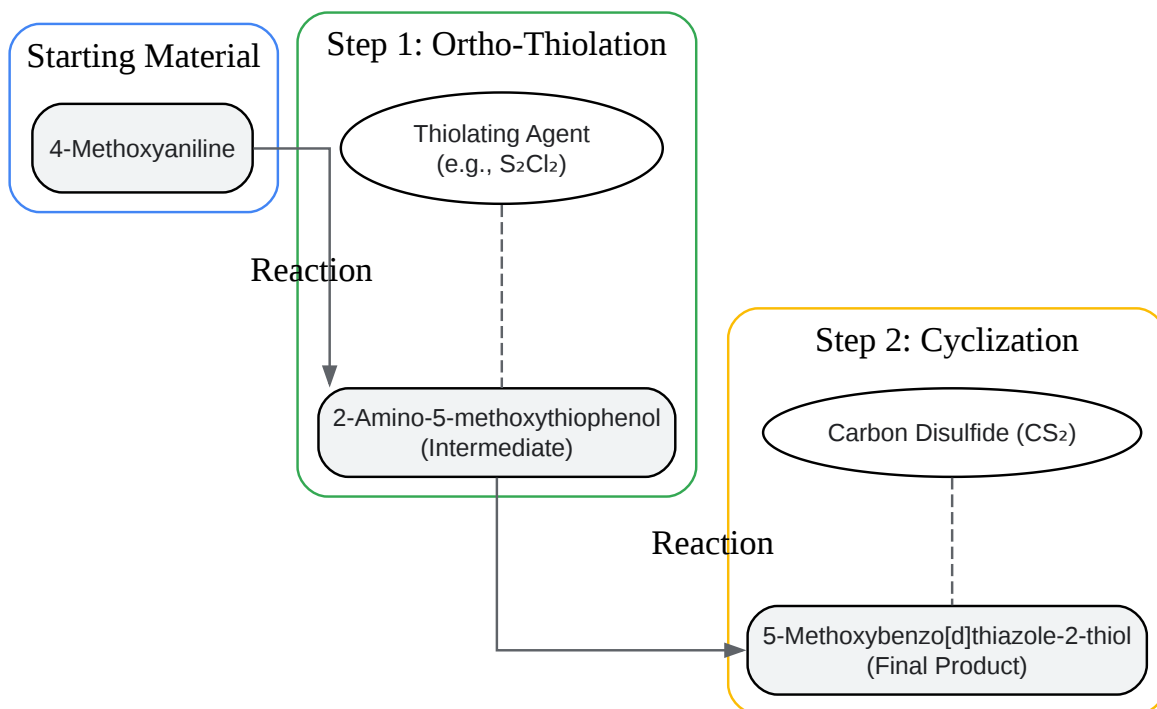 Starting Material
4-Methoxyaniline
Step 1: Ortho-Thiolation
Thiolating Agent
(e.g., S₂Cl₂)
Reaction
2-Amino-5-methoxythiophenol
(Intermediate)
Step 2: Cyclization
Carbon Disulfide (CS₂)
Reaction
5-Methoxybenzo[d]thiazole-2-thiol
(Final Product)